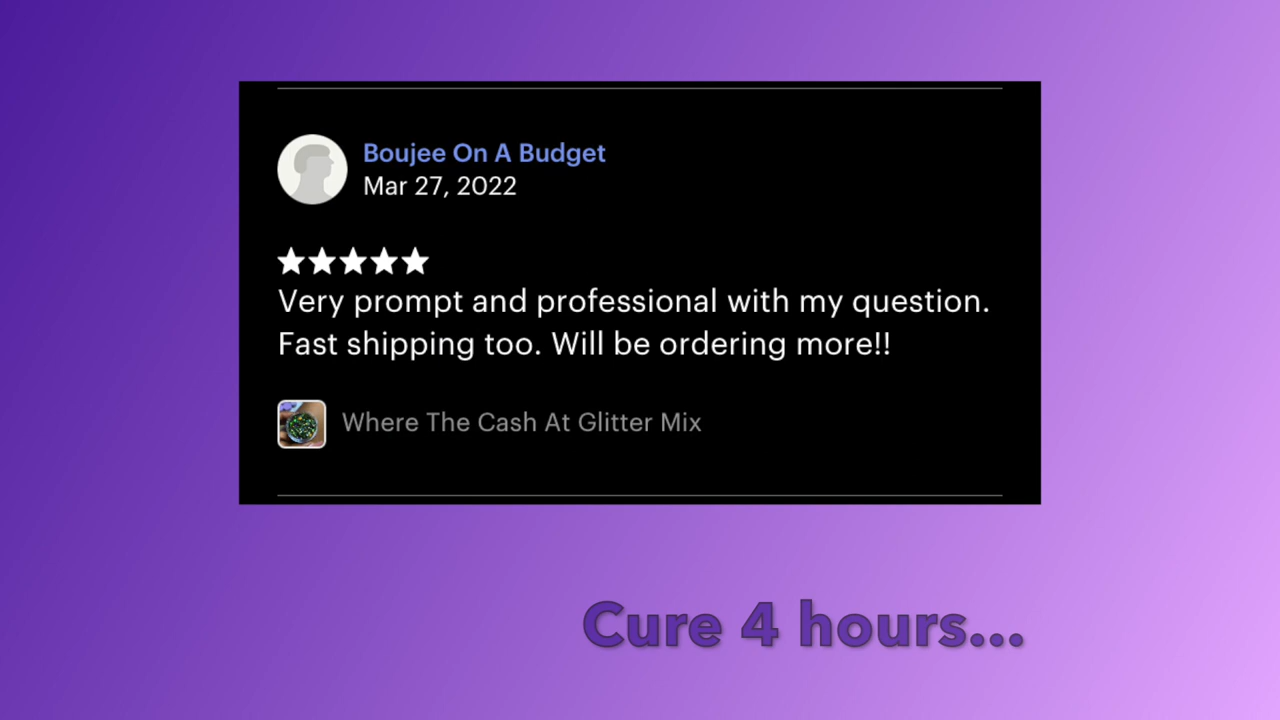 Boujee On A Budget
Mar 27, 2022
Very prompt and professional with my question.
Fast shipping too. Will be ordering more!!
Where The Cash At Glitter Mix
Cure 4 hours...